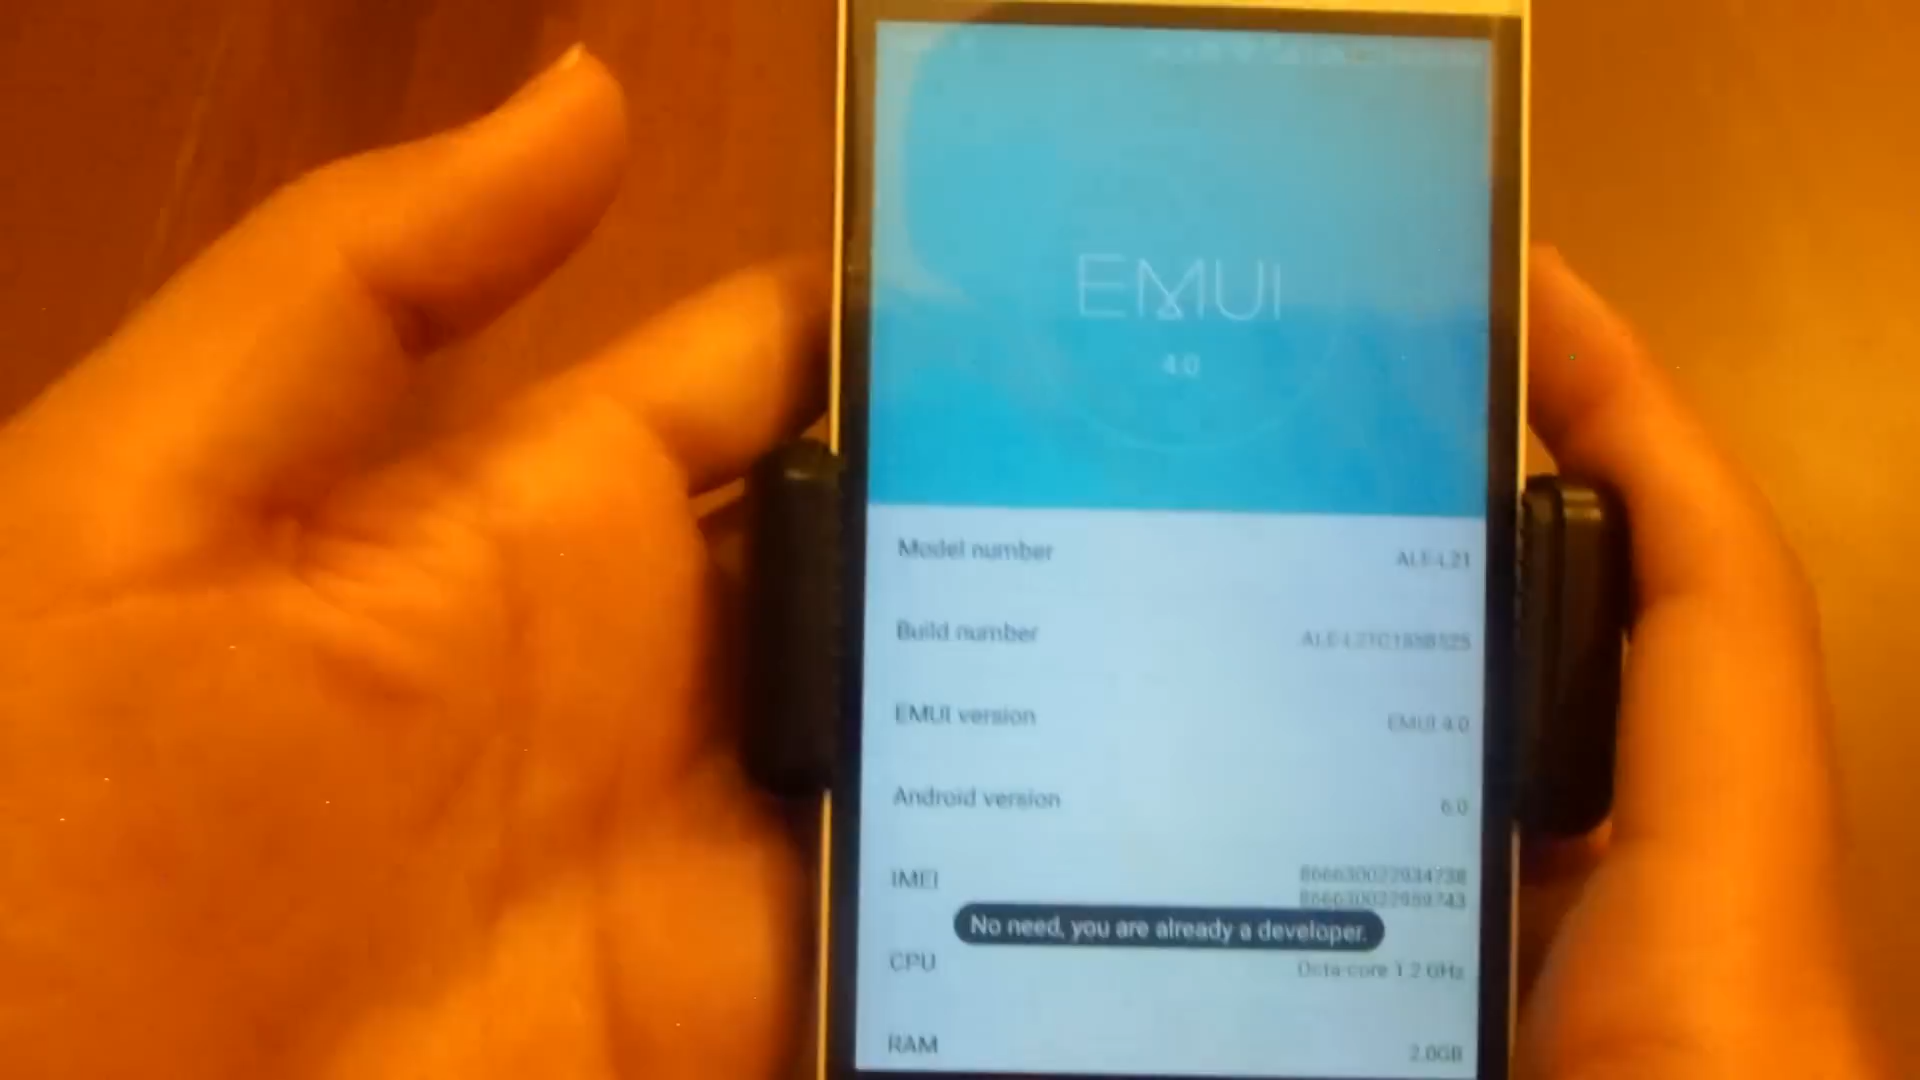 EMUI
4.0
Model number ALE-L21
Build number
EMUI version EMUI 4.0
Android version 6.0
IMEI
No need, you are already a developer.
CPU Octa-core 1.2 GHz
RAM 2.0GB